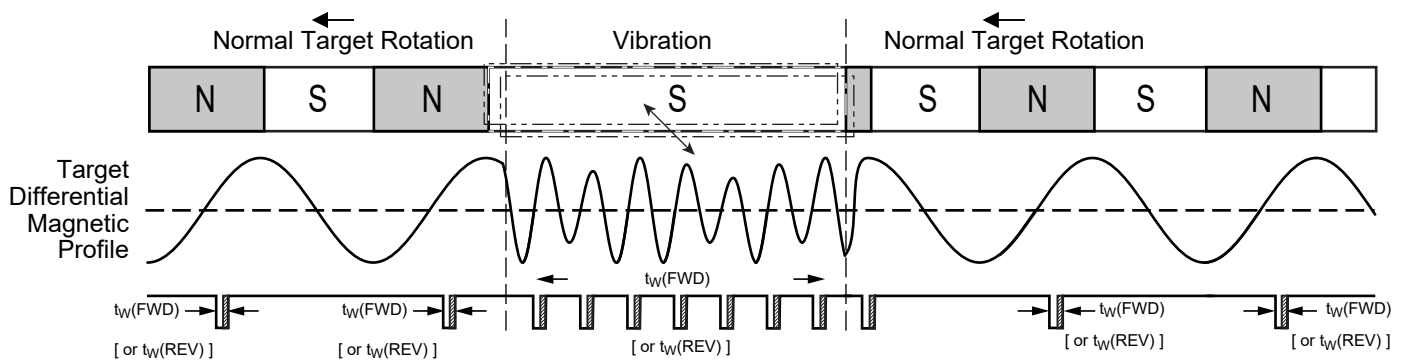 Normal Target Rotation
Vibration
Normal Target Rotation
N
S
N
S
S
N
S
N
Target
Differential
Magnetic
Profile
tW(FWD)
tW(FWD)
tW(FWD)
tW(FWD)
tW(FWD)
[ or tW(REV) ]
[ or tW(REV) ]
[ or tW(REV) ]
[ or tW(REV) ]
[ or tW(REV) ]